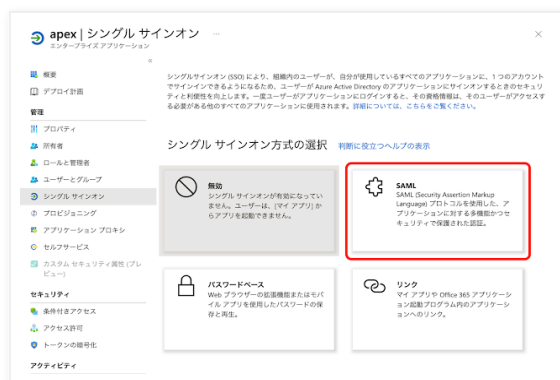 apex | シングル サインオン ...
エンタープライズ アプリケーション
概要
デプロイ計画
管理
プロパティ
所有者
ロールと管理者
ユーザーとグループ
シングル サインオン
プロビジョニング
アプリケーション プロキシ
セルフサービス
カスタム セキュリティ属性 (プレ
ビュー)
セキュリティ
条件付きアクセス
アクセス許可
トークンの暗号化
アクティビティ
シングルサインオン (SSO) により、組織内のユーザーが、自分が使用しているすべてのアプリケーションに、1 つのアカウント
でサインインできるようになるため、ユーザーが Azure Active Directory のアプリケーションにサインオンするときのセキュリ
ティと利便性を向上します。一度ユーザーがアプリケーションにログインすると、その資格情報は、そのユーザーがアクセスす
る必要がある他のすべてのアプリケーションに使用されます。詳細については、こちらをご覧ください。
シングル サインオン方式の選択 判断に役立つヘルプの表示
無効
シングル サインオンが有効になってい
ません。ユーザーは、[マイ アプリ] か
らアプリを起動できません。
SAML
SAML (Security Assertion Markup
Language) プロトコルを使用した、ア
プリケーションに対する多機能かつセ
キュリティで保護された認証。
パスワードベース
Web ブラウザーの拡張機能またはモバ
イル アプリを使用したパスワードの保
存と再生。
リンク
マイ アプリや Office 365 アプリケーシ
ョン起動プログラム内のアプリケーシ
ョンへのリンク。